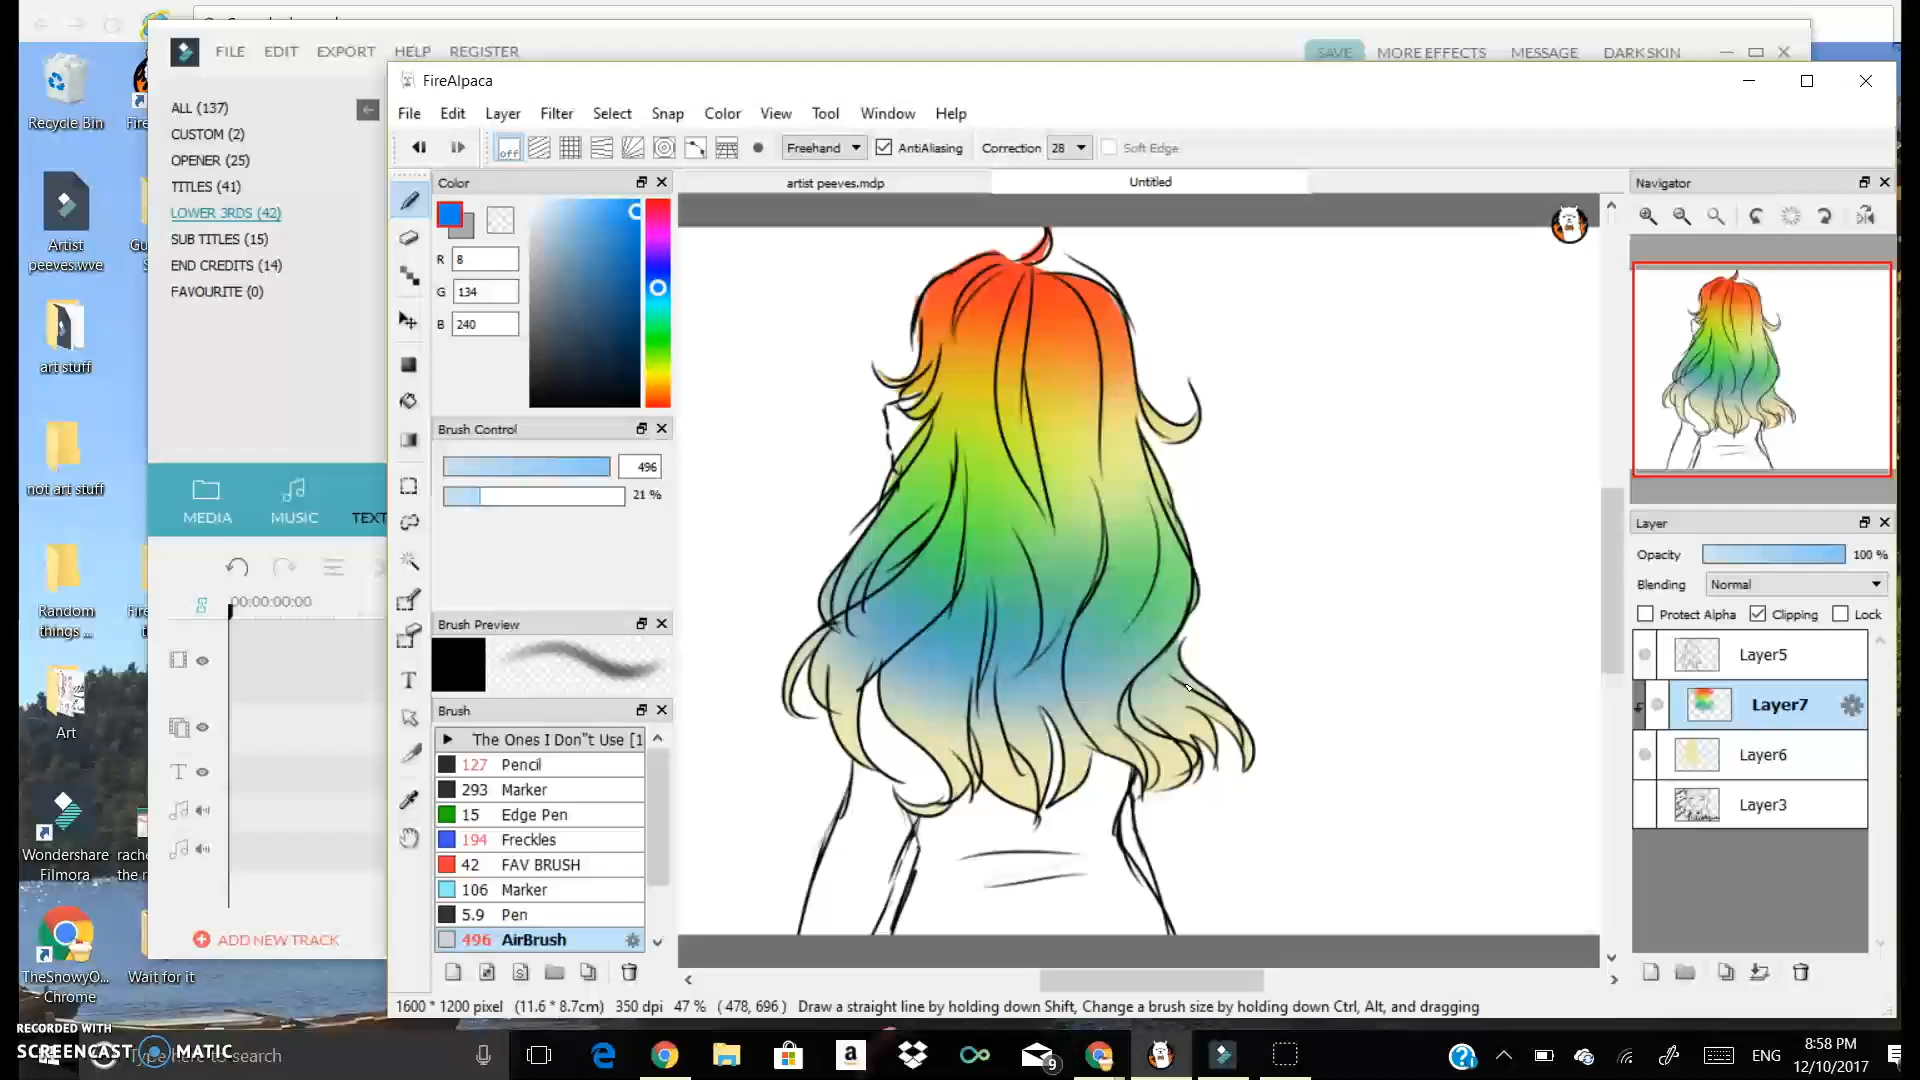 FILE EDIT EXPORT HELP REGISTER
SAVE MORE EFFECTS MESSAGE DARK SKIN
FireAlpaca
File Edit Layer Filter Select Snap Color View Tool Window Help
off Freehand AntiAliasing Correction 28 Soft Edge
ALL (137)
CUSTOM (2)
OPENER (25)
TITLES (41)
LOWER 3RDS (42)
SUB TITLES (15)
END CREDITS (14)
FAVOURITE (0)
MEDIA MUSIC TEXT
00:00:00:00
ADD NEW TRACK
Recycle Bin
Artist
peeves.wve
art stuff
not art stuff
Random
things ...
Art
Wondershare
Filmora
TheSnowyO...
- Chrome
Wait for it
Color
R 8
G 134
B 240
Brush Control
496
21 %
Brush Preview
Brush
The Ones I Don"t Use [1
127 Pencil
293 Marker
15 Edge Pen
194 Freckles
42 FAV BRUSH
106 Marker
5.9 Pen
496 AirBrush
artist peeves.mdp
Untitled
Navigator
Layer
Opacity 100 %
Blending Normal
Protect Alpha Clipping Lock
Layer5
Layer7
Layer6
Layer3
1600 * 1200 pixel (11.6 * 8.7cm) 350 dpi 47 % ( 478, 696 ) Draw a straight line by holding down Shift, Change a brush size by holding down Ctrl, Alt, and dragging
RECORDED WITH
SCREENCAST MATIC
Type here to search
9
ENG
8:58 PM
12/10/2017